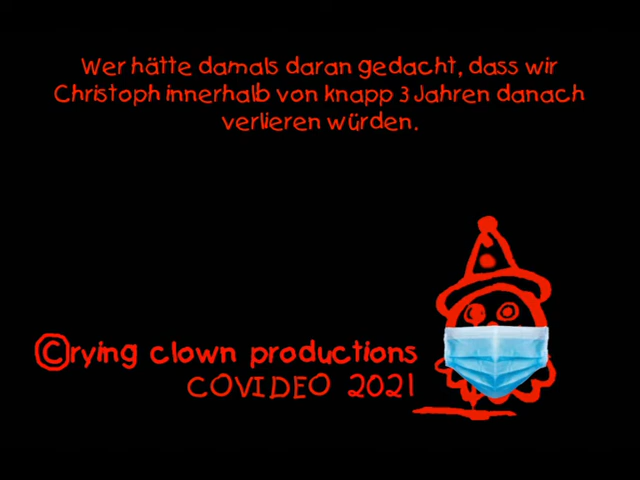 Wer hätte damals daran gedacht, dass wir
Christoph innerhalb von knapp 3 Jahren danach
verlieren würden.
©rying clown productions
COVIDEO 2021